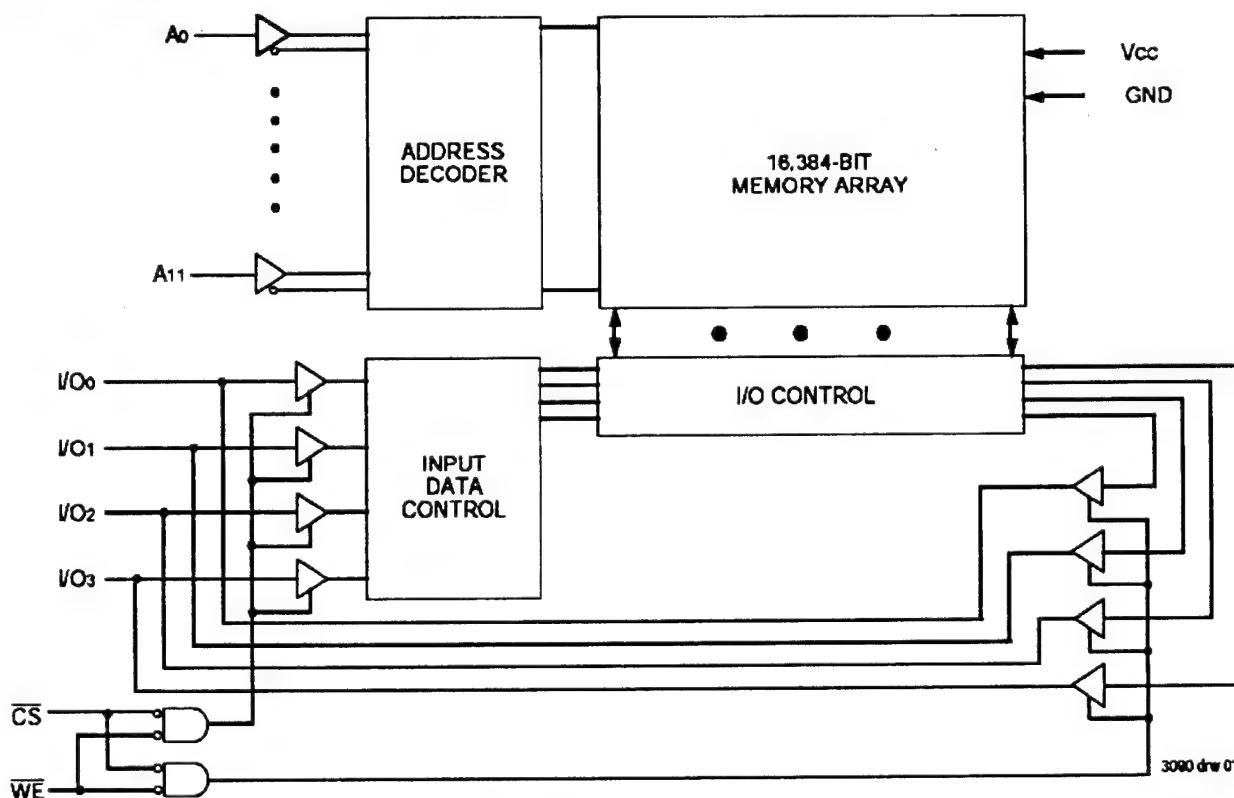 A0
ADDRESS
DECODER
16,384-BIT
MEMORY ARRAY
VCC
GND
A11
I/O0
I/O1
I/O2
I/O3
INPUT
DATA
CONTROL
I/O CONTROL
CS
WE
3090 drw 01